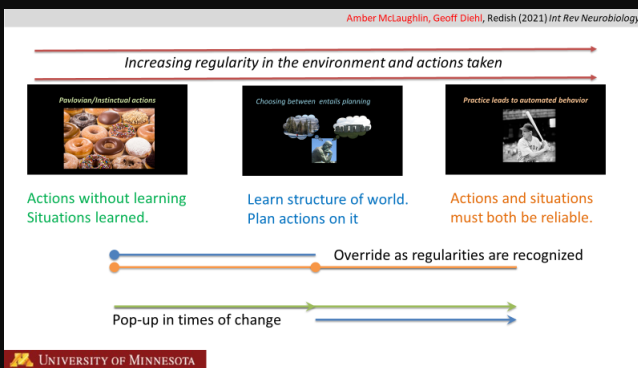 Amber McLaughlin, Geoff Diehl, Redish (2021) Int Rev Neurobiology
Increasing regularity in the environment and actions taken
Pavlovian/Instinctual actions
Choosing between entails planning
Practice leads to automated behavior
Actions without learning
Situations learned.
Learn structure of world.
Plan actions on it
Actions and situations
must both be reliable.
Override as regularities are recognized
Pop-up in times of change
UNIVERSITY OF MINNESOTA